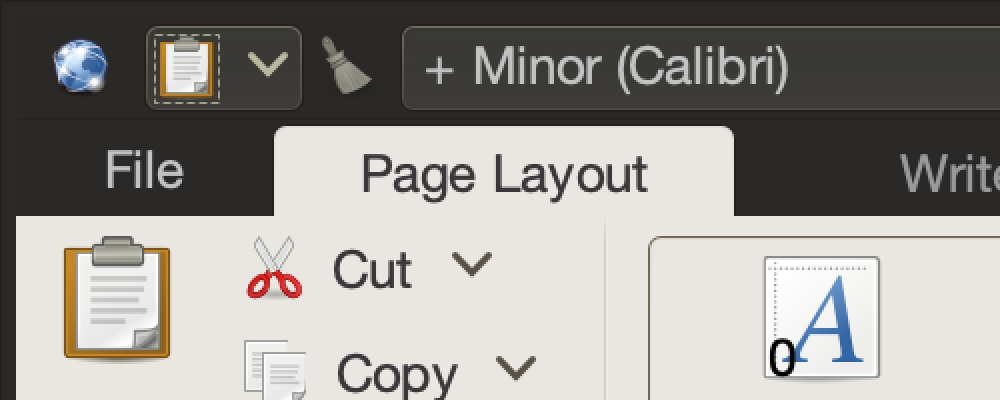 + Minor (Calibri)
File
Page Layout
Write
Cut
A
0
Copy